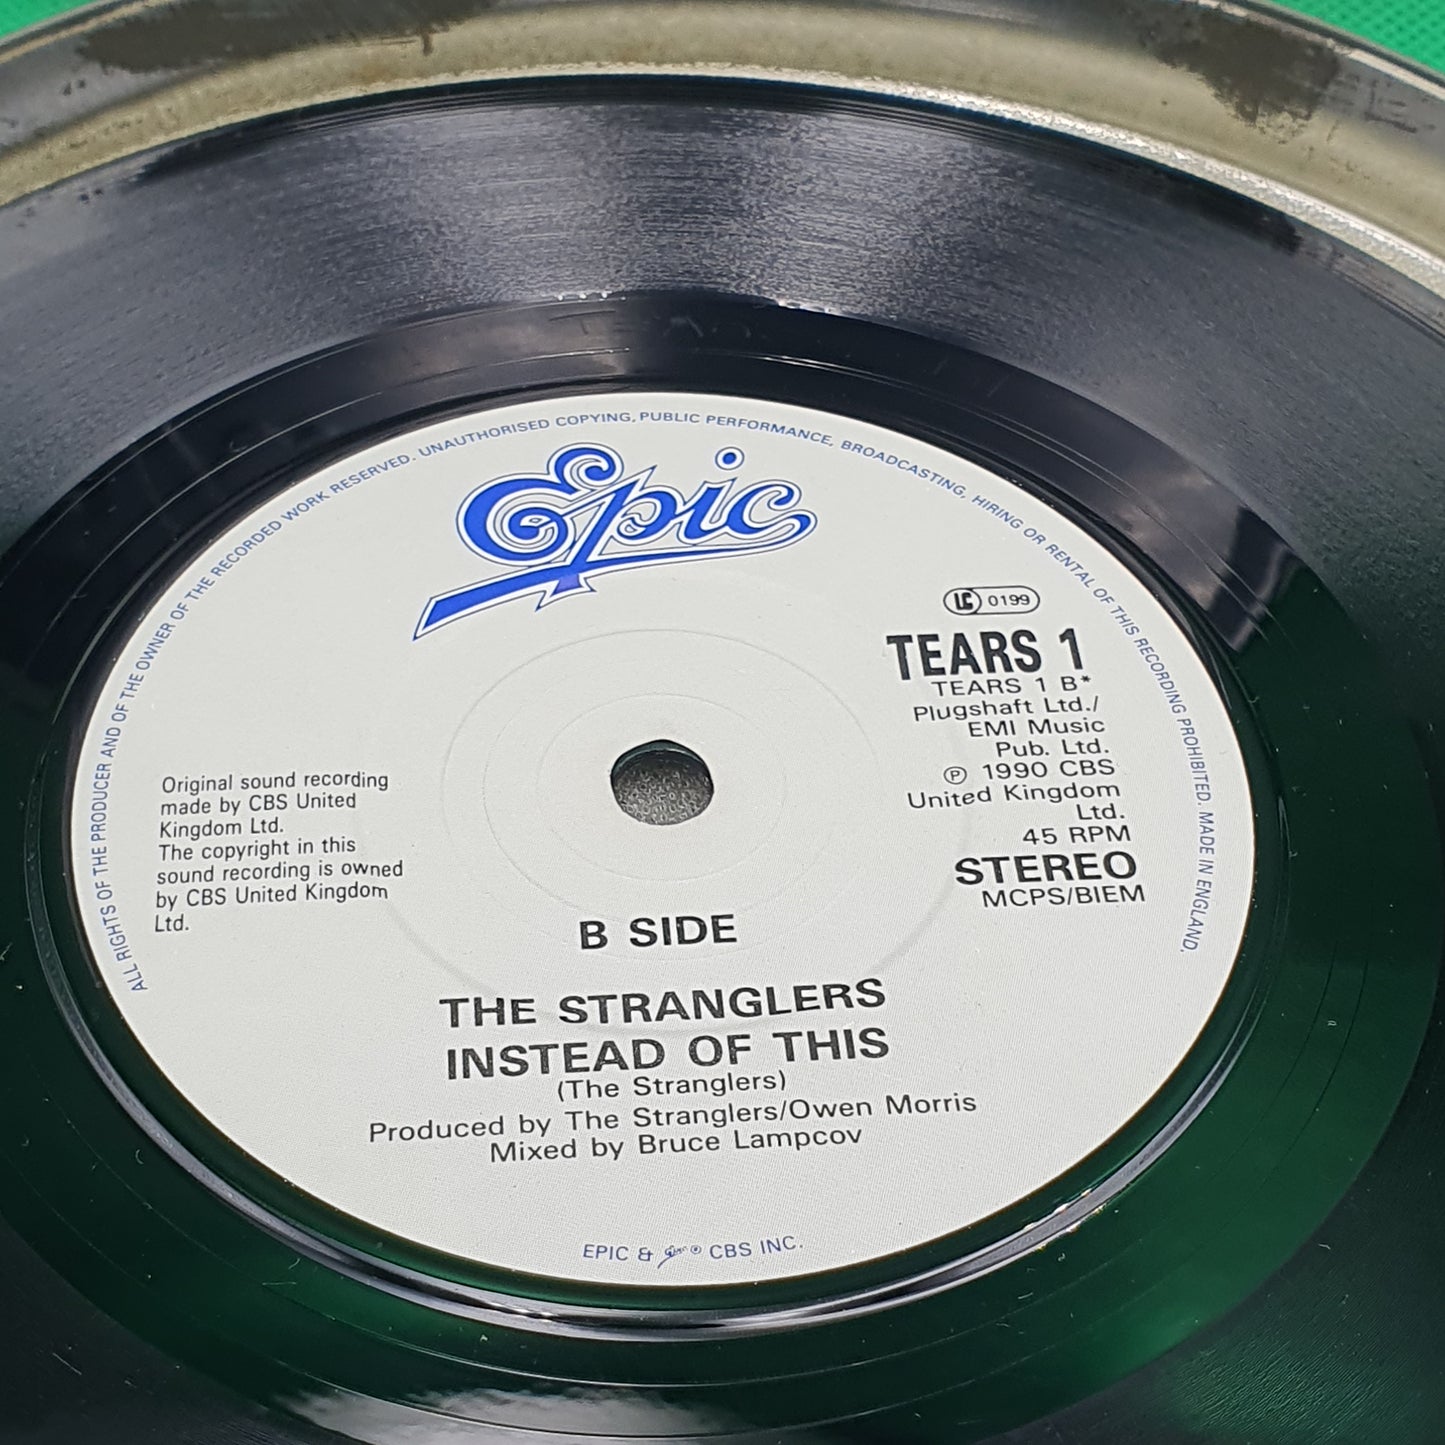 ALL RIGHTS OF THE PRODUCER AND OF THE OWNER OF THE RECORDED WORK RESERVED. UNAUTHORISED COPYING, PUBLIC PERFORMANCE, BROADCASTING, HIRING OR RENTAL OF THIS RECORDING PROHIBITED. MADE IN ENGLAND.
Epic
LC 0199
TEARS 1
TEARS 1 B*
Plugshaft Ltd./
EMI Music
Pub. Ltd.
℗ 1990 CBS
United Kingdom
Ltd.
45 RPM
STEREO
MCPS/BIEM
Original sound recording
made by CBS United
Kingdom Ltd.
The copyright in this
sound recording is owned
by CBS United Kingdom
Ltd.
B SIDE
THE STRANGLERS
INSTEAD OF THIS
(The Stranglers)
Produced by The Stranglers/Owen Morris
Mixed by Bruce Lampcov
EPIC & Epic ® CBS INC.